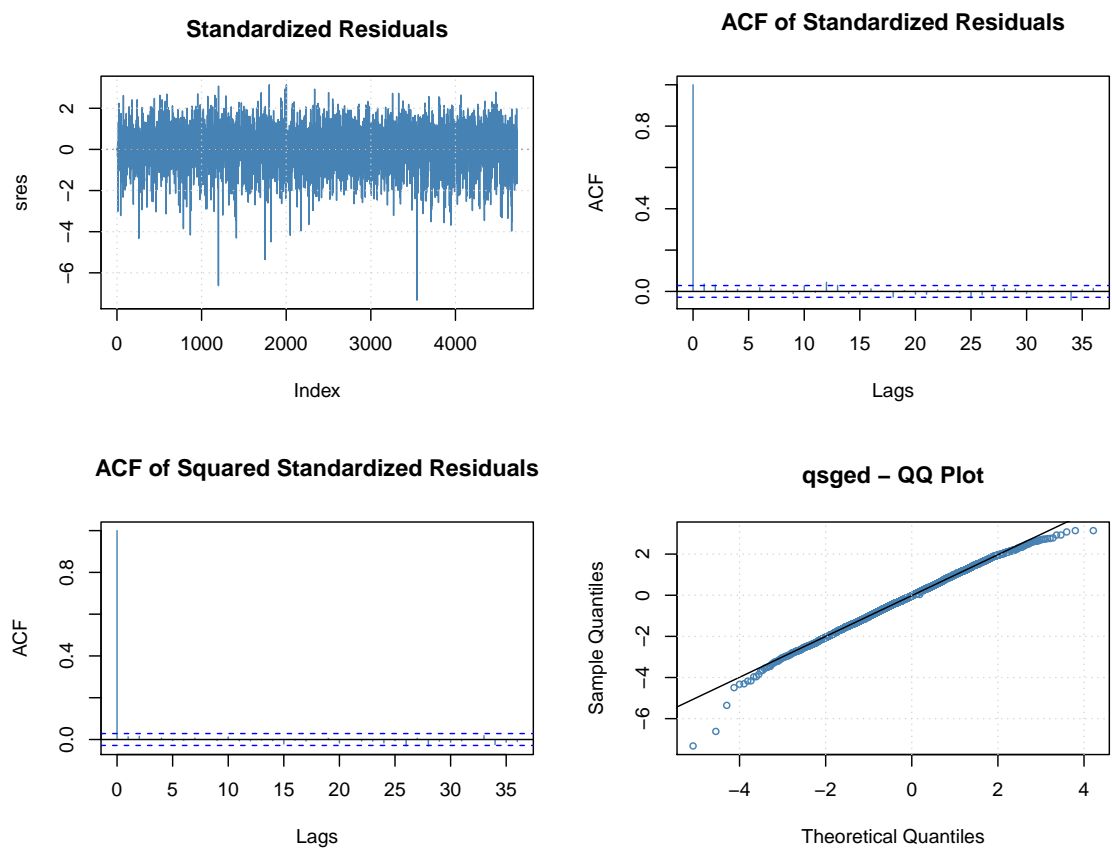 Standardized Residuals
sres
2
0
−2
−4
−6
0 1000 2000 3000 4000
Index
ACF of Standardized Residuals
ACF
0.8
0.4
0.0
0 5 10 15 20 25 30 35
Lags
ACF of Squared Standardized Residuals
ACF
0.8
0.4
0.0
0 5 10 15 20 25 30 35
Lags
qsged − QQ Plot
Sample Quantiles
2
0
−2
−4
−6
−4 −2 0 2 4
Theoretical Quantiles